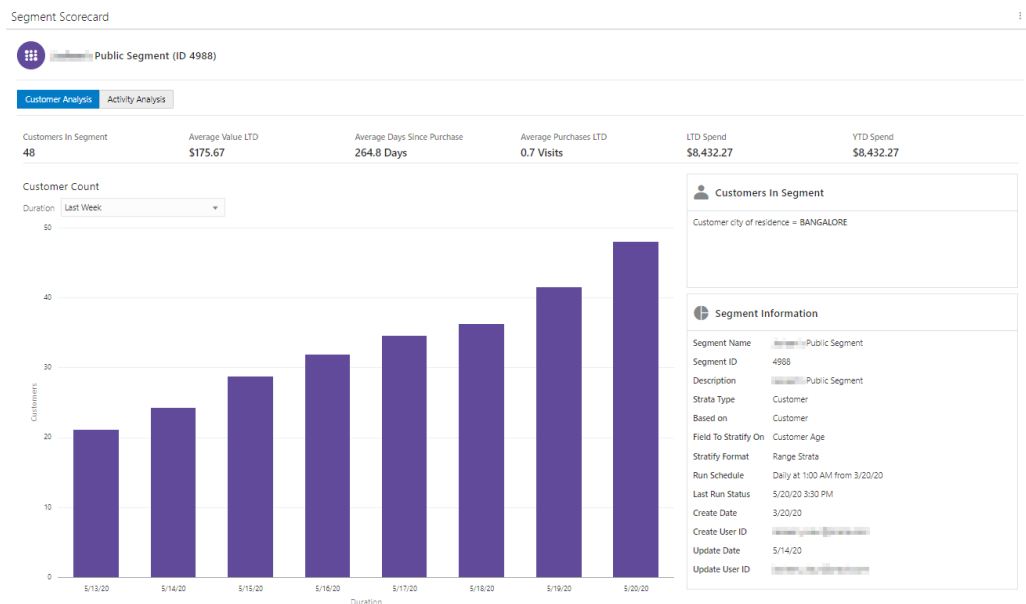 Segment Scorecard
Public Segment (ID 4988)
Customer Analysis Activity Analysis
Customers In Segment Average Value LTD Average Days Since Purchase Average Purchases LTD LTD Spend YTD Spend
48 $175.67 264.8 Days 0.7 Visits $8,432.27 $8,432.27
Customer Count
Duration Last Week
50
40
30
20
10
0
Customers
5/13/20 5/14/20 5/15/20 5/16/20 5/17/20 5/18/20 5/19/20 5/20/20
Duration
Customers In Segment
Customer city of residence = BANGALORE
Segment Information
Segment Name Public Segment
Segment ID 4988
Description Public Segment
Strata Type Customer
Based on Customer
Field To Stratify On Customer Age
Stratify Format Range Strata
Run Schedule Daily at 1:00 AM from 3/20/20
Last Run Status 5/20/20 3:30 PM
Create Date 3/20/20
Create User ID
Update Date 5/14/20
Update User ID